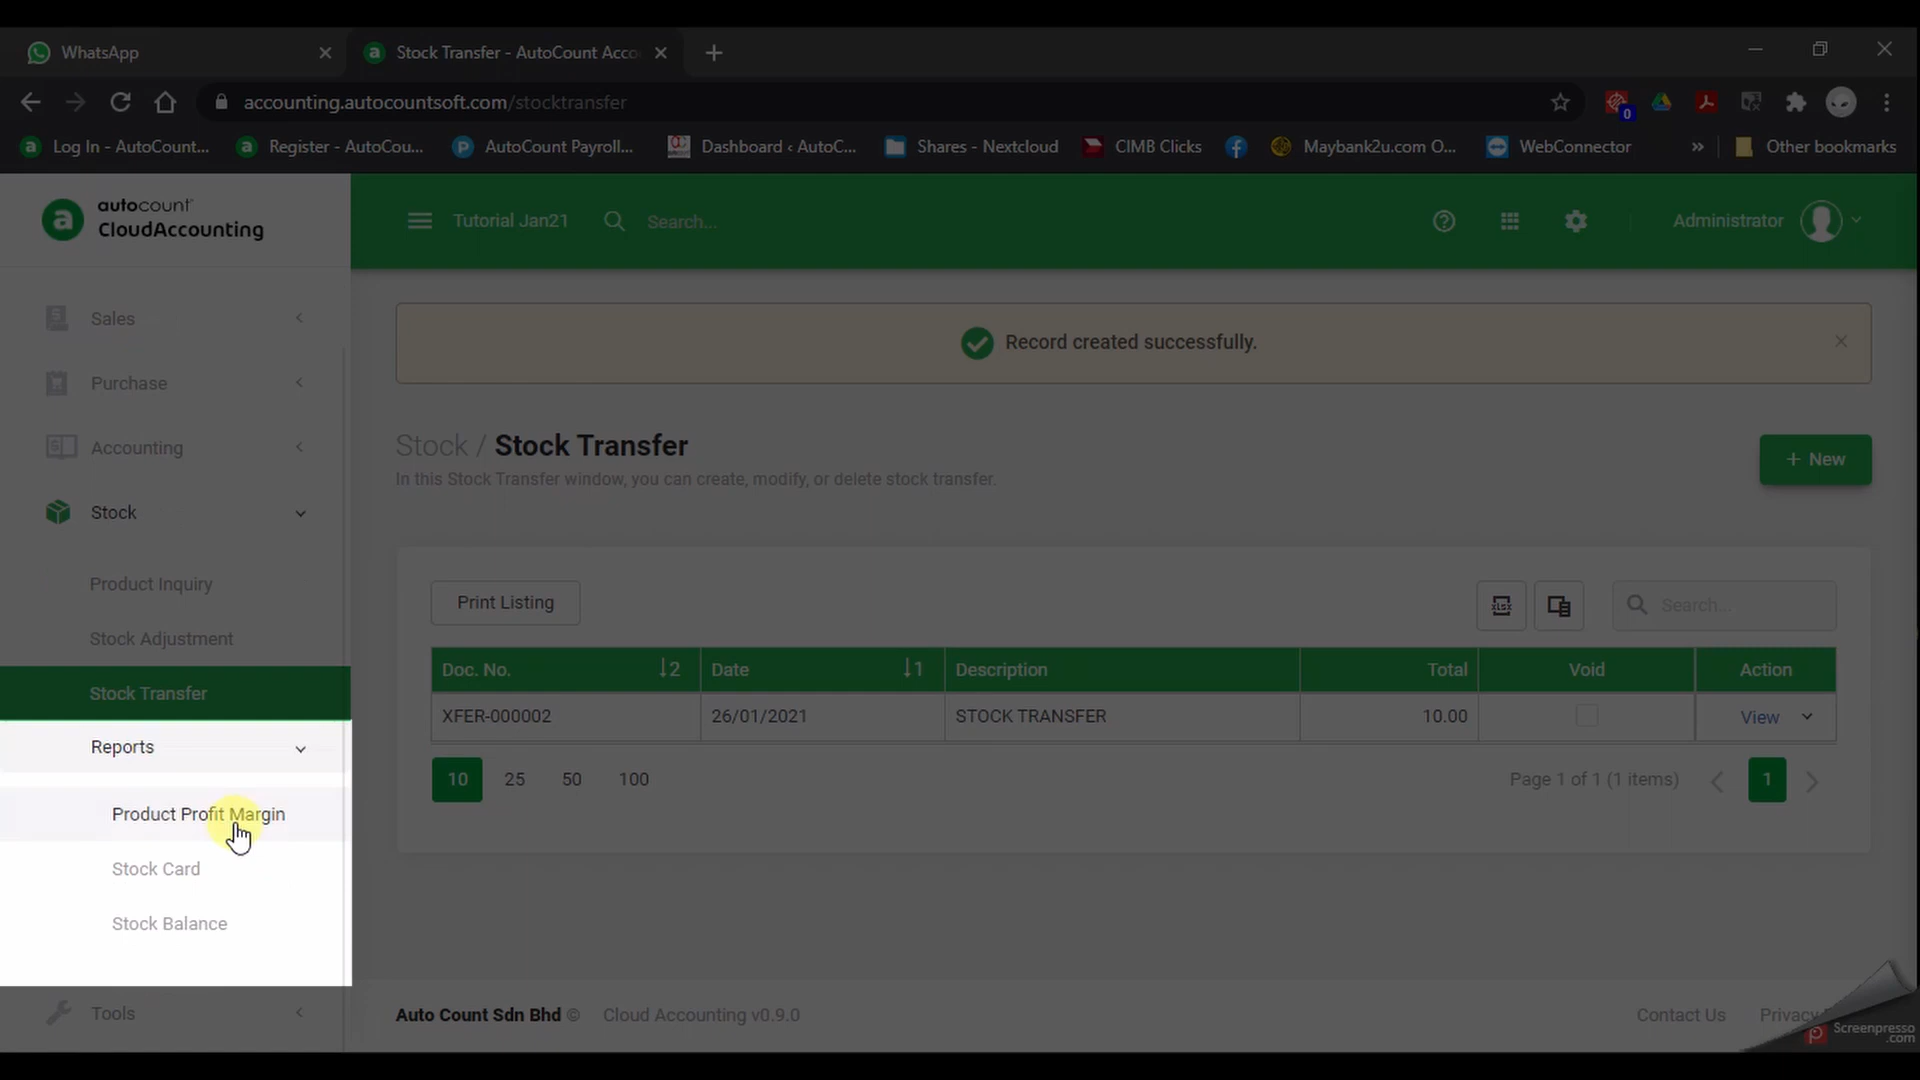 WhatsApp
Stock Transfer - AutoCount Acco
accounting.autocountsoft.com/stocktransfer
0
Log In - AutoCount...
Register - AutoCou...
AutoCount Payroll...
Dashboard ‹ AutoC...
Shares - Nextcloud
CIMB Clicks
Maybank2u.com O...
WebConnector
»
Other bookmarks
autocount
CloudAccounting
Tutorial Jan21
Search...
Administrator
Sales
Record created successfully.
Purchase
Accounting
Stock / Stock Transfer
+ New
In this Stock Transfer window, you can create, modify, or delete stock transfer.
Stock
Product Inquiry
Print Listing
XLSX
Search...
Stock Adjustment
Doc. No. 2 Date 1 Description Total Void Action
Stock Transfer
XFER-000002 26/01/2021 STOCK TRANSFER 10.00 View
Reports
10 25 50 100
Page 1 of 1 (1 items) 1
Product Profit Margin
Stock Card
Stock Balance
Tools
Auto Count Sdn Bhd © Cloud Accounting v0.9.0
Contact Us
Privacy
Screenpresso
.com